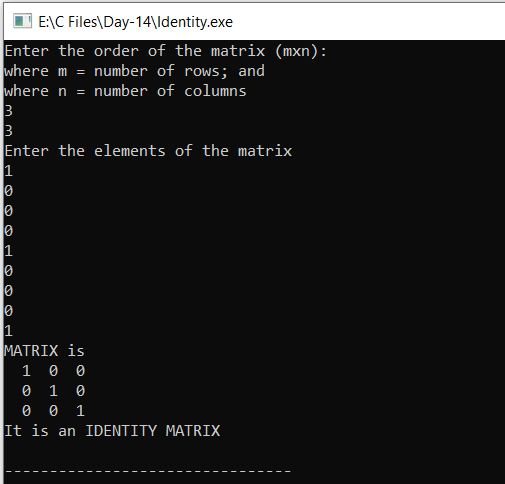 E:\C Files\Day-14\Identity.exe
Enter the order of the matrix (mxn):
where m = number of rows; and
where n = number of columns
3
3
Enter the elements of the matrix
1
0
0
0
1
0
0
0
1
MATRIX is
  1  0  0
  0  1  0
  0  0  1
It is an IDENTITY MATRIX
--------------------------------